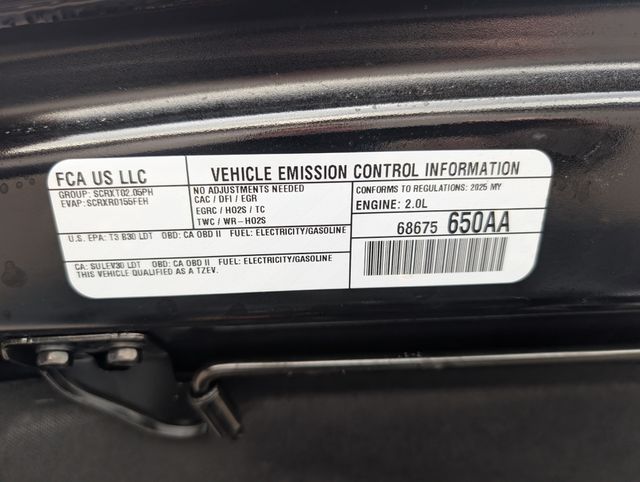 FCA US LLC
VEHICLE EMISSION CONTROL INFORMATION
GROUP: SCRXT02.05PH
EVAP: SCRXR0155FEH
NO ADJUSTMENTS NEEDED
CAC / DFI / EGR
EGRC / HO2S / TC
TWC / WR-HO2S
CONFORMS TO REGULATIONS: 2025 MY
ENGINE: 2.0L
U.S. EPA: T3 B30 LDT OBD: CA OBD II FUEL: ELECTRICITY/GASOLINE
68675 650AA
CA: SULEV30 LDT OBD: CA OBD II FUEL: ELECTRICITY/GASOLINE
THIS VEHICLE QUALIFIED AS A TZEV.